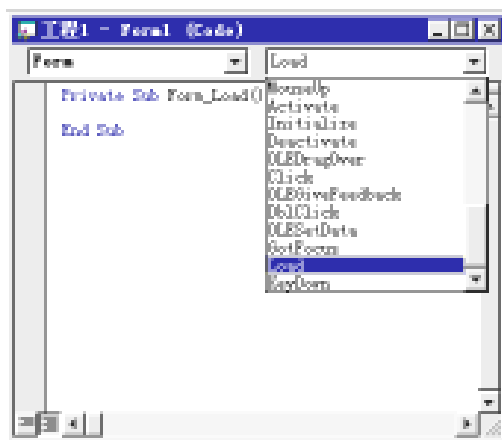 工程1 - Form1 (Code)
Form
Load
Private Sub Form_Load()
End Sub
MouseUp
Activate
Initialize
Deactivate
OLEDragOver
Click
OLEGiveFeedback
DblClick
OLESetData
GotFocus
Load
KeyDown